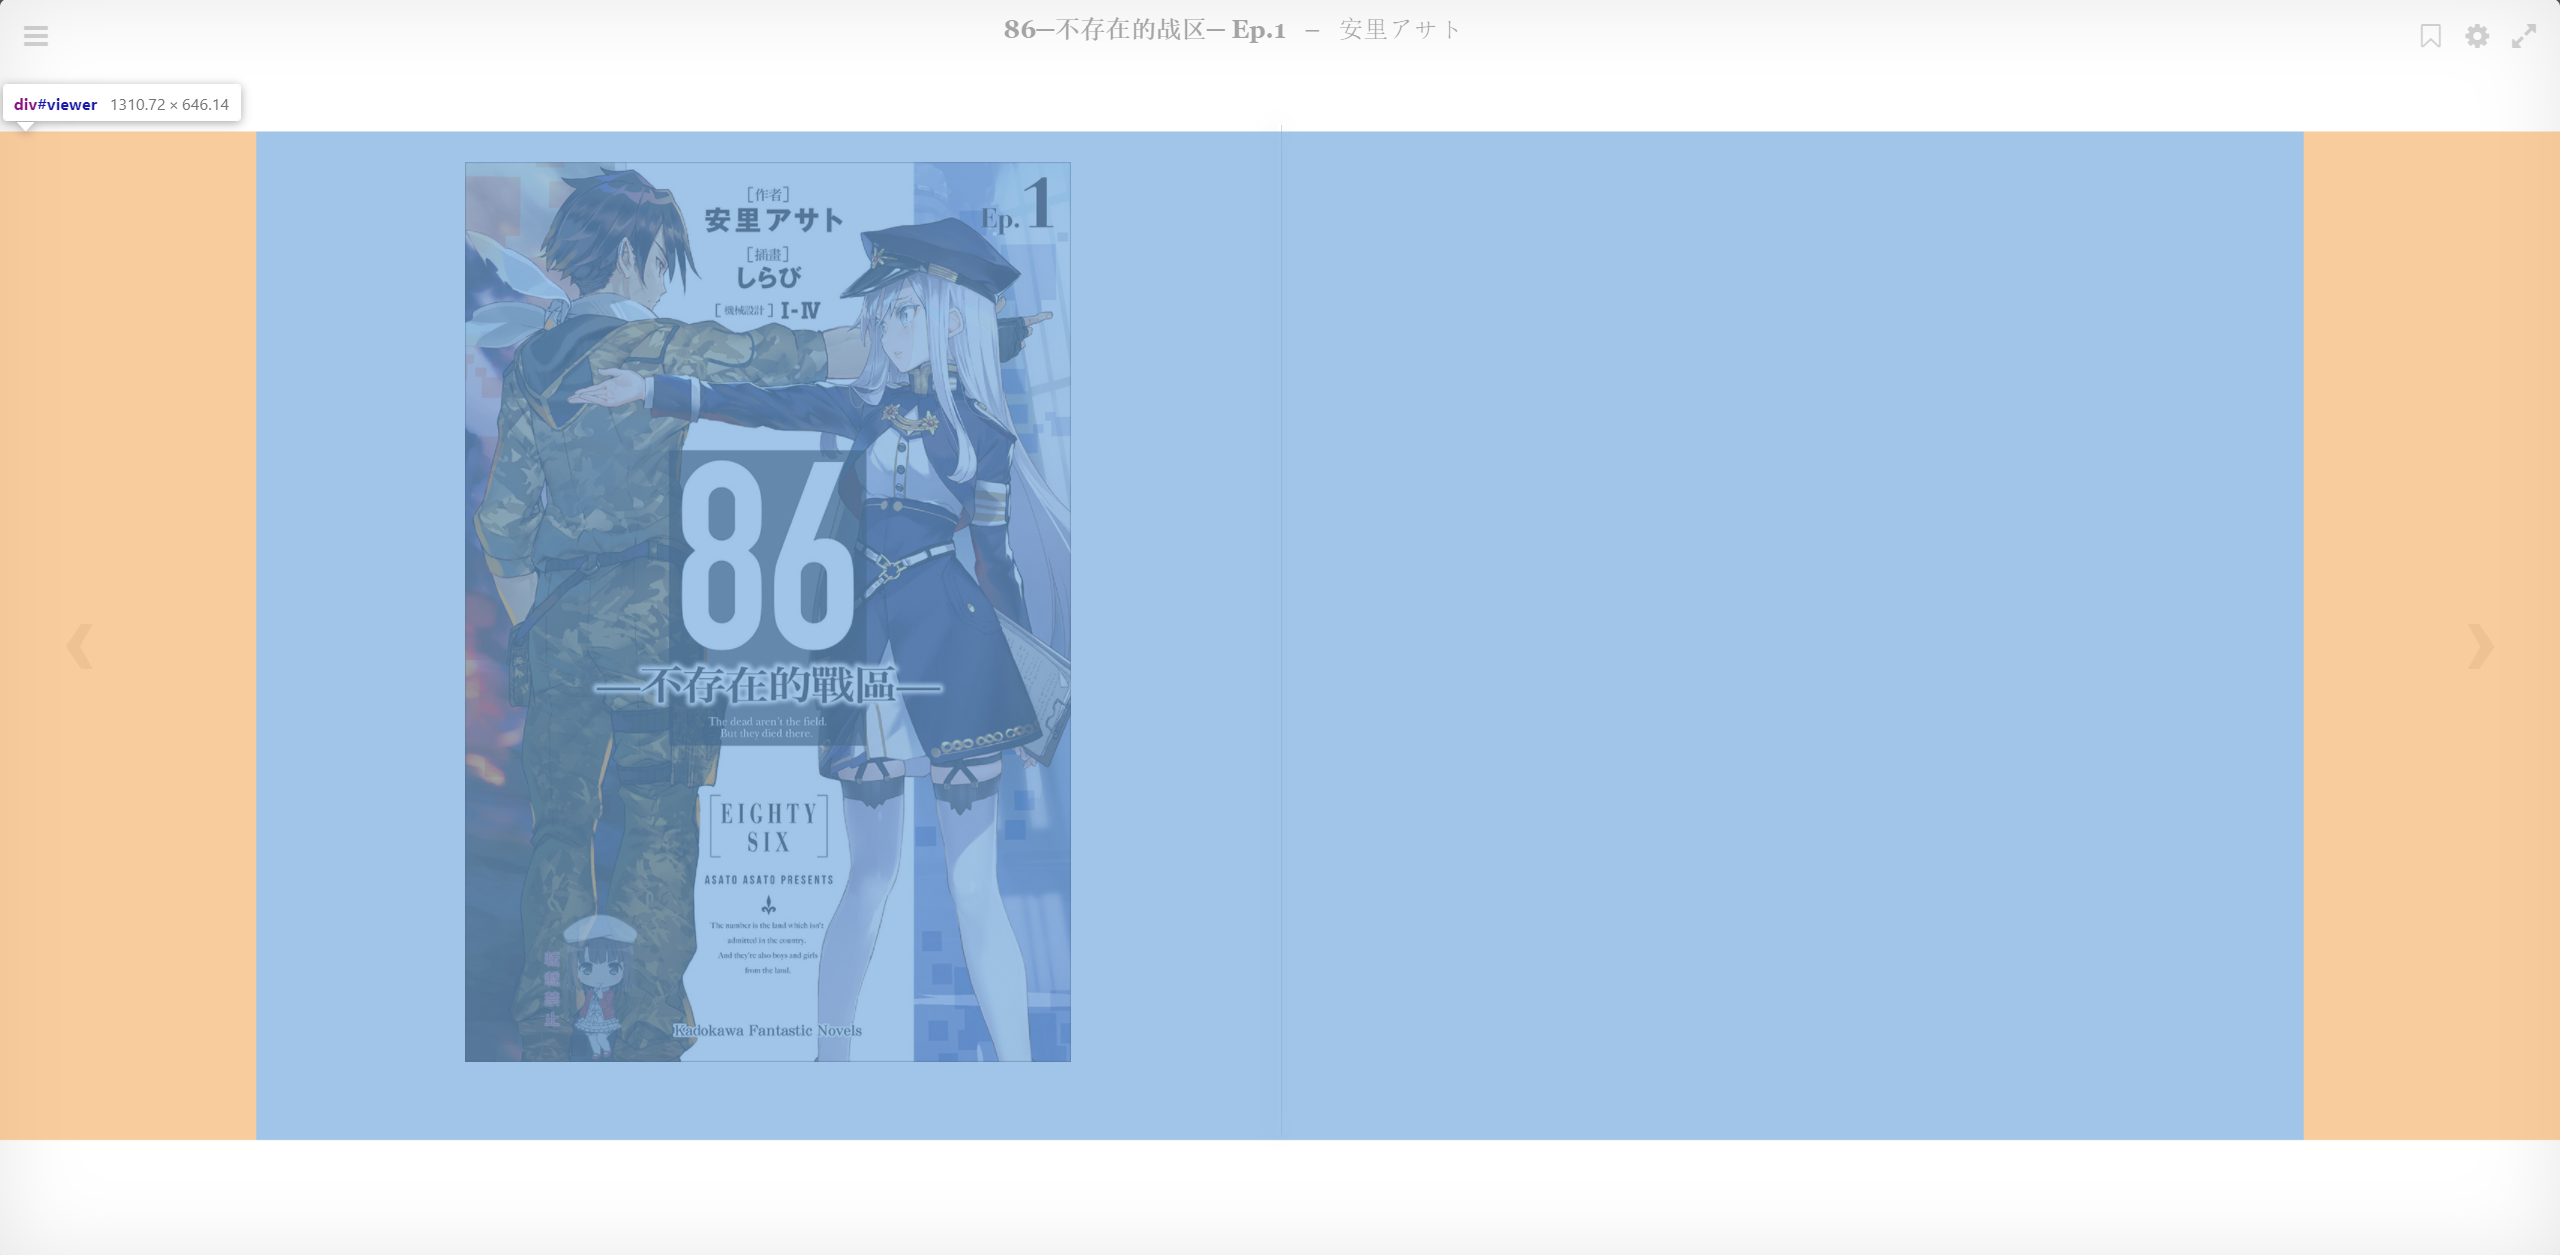 86—不存在的战区— Ep.1 – 安里アサト
div#viewer 1310.72 × 646.14
[作者]
安里アサト
[插畫]
しらび
[機械設計] I-IV
Ep.1
86
—不存在的戰區—
The dead aren't the field.
But they died there.
EIGHTY
SIX
ASATO ASATO PRESENTS
The number is the land which isn't
admitted in the country.
And they're also boys and girls
from the land.
转载禁止
Kadokawa Fantastic Novels